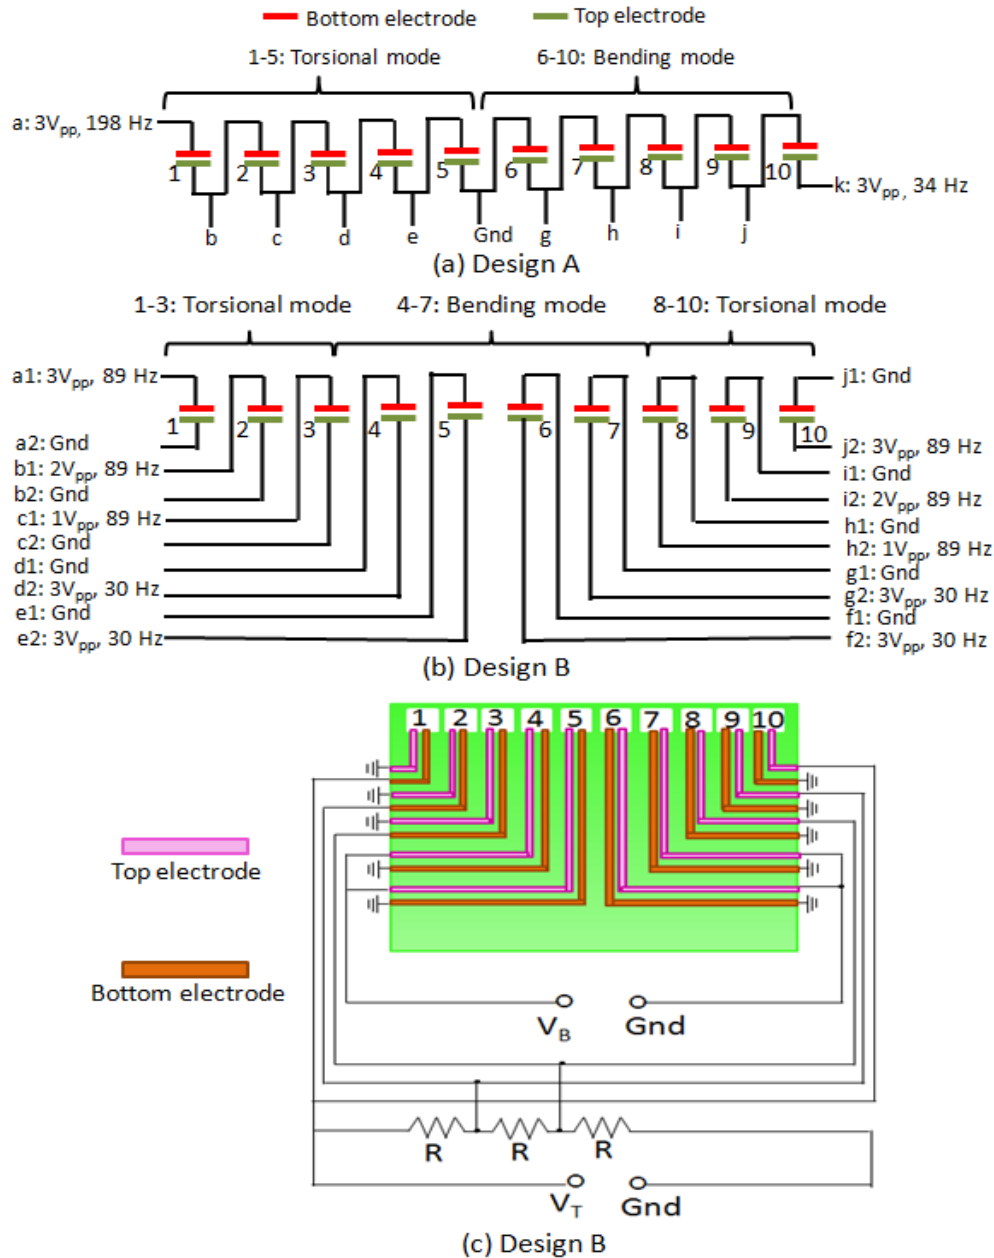 Bottom electrode Top electrode
1-5: Torsional mode 6-10: Bending mode
a: 3Vpp, 198 Hz
1 2 3 4 5 6 7 8 9 10
k: 3Vpp, 34 Hz
b c d e Gnd g h i j
(a) Design A
1-3: Torsional mode 4-7: Bending mode 8-10: Torsional mode
a1: 3Vpp, 89 Hz j1: Gnd
1 2 3 4 5 6 7 8 9 10
a2: Gnd j2: 3Vpp, 89 Hz
b1: 2Vpp, 89 Hz i1: Gnd
b2: Gnd i2: 2Vpp, 89 Hz
c1: 1Vpp, 89 Hz h1: Gnd
c2: Gnd h2: 1Vpp, 89 Hz
d1: Gnd g1: Gnd
d2: 3Vpp, 30 Hz g2: 3Vpp, 30 Hz
e1: Gnd f1: Gnd
e2: 3Vpp, 30 Hz f2: 3Vpp, 30 Hz
(b) Design B
1 2 3 4 5 6 7 8 9 10
Top electrode
Bottom electrode
VB Gnd
R R R
VT Gnd
(c) Design B